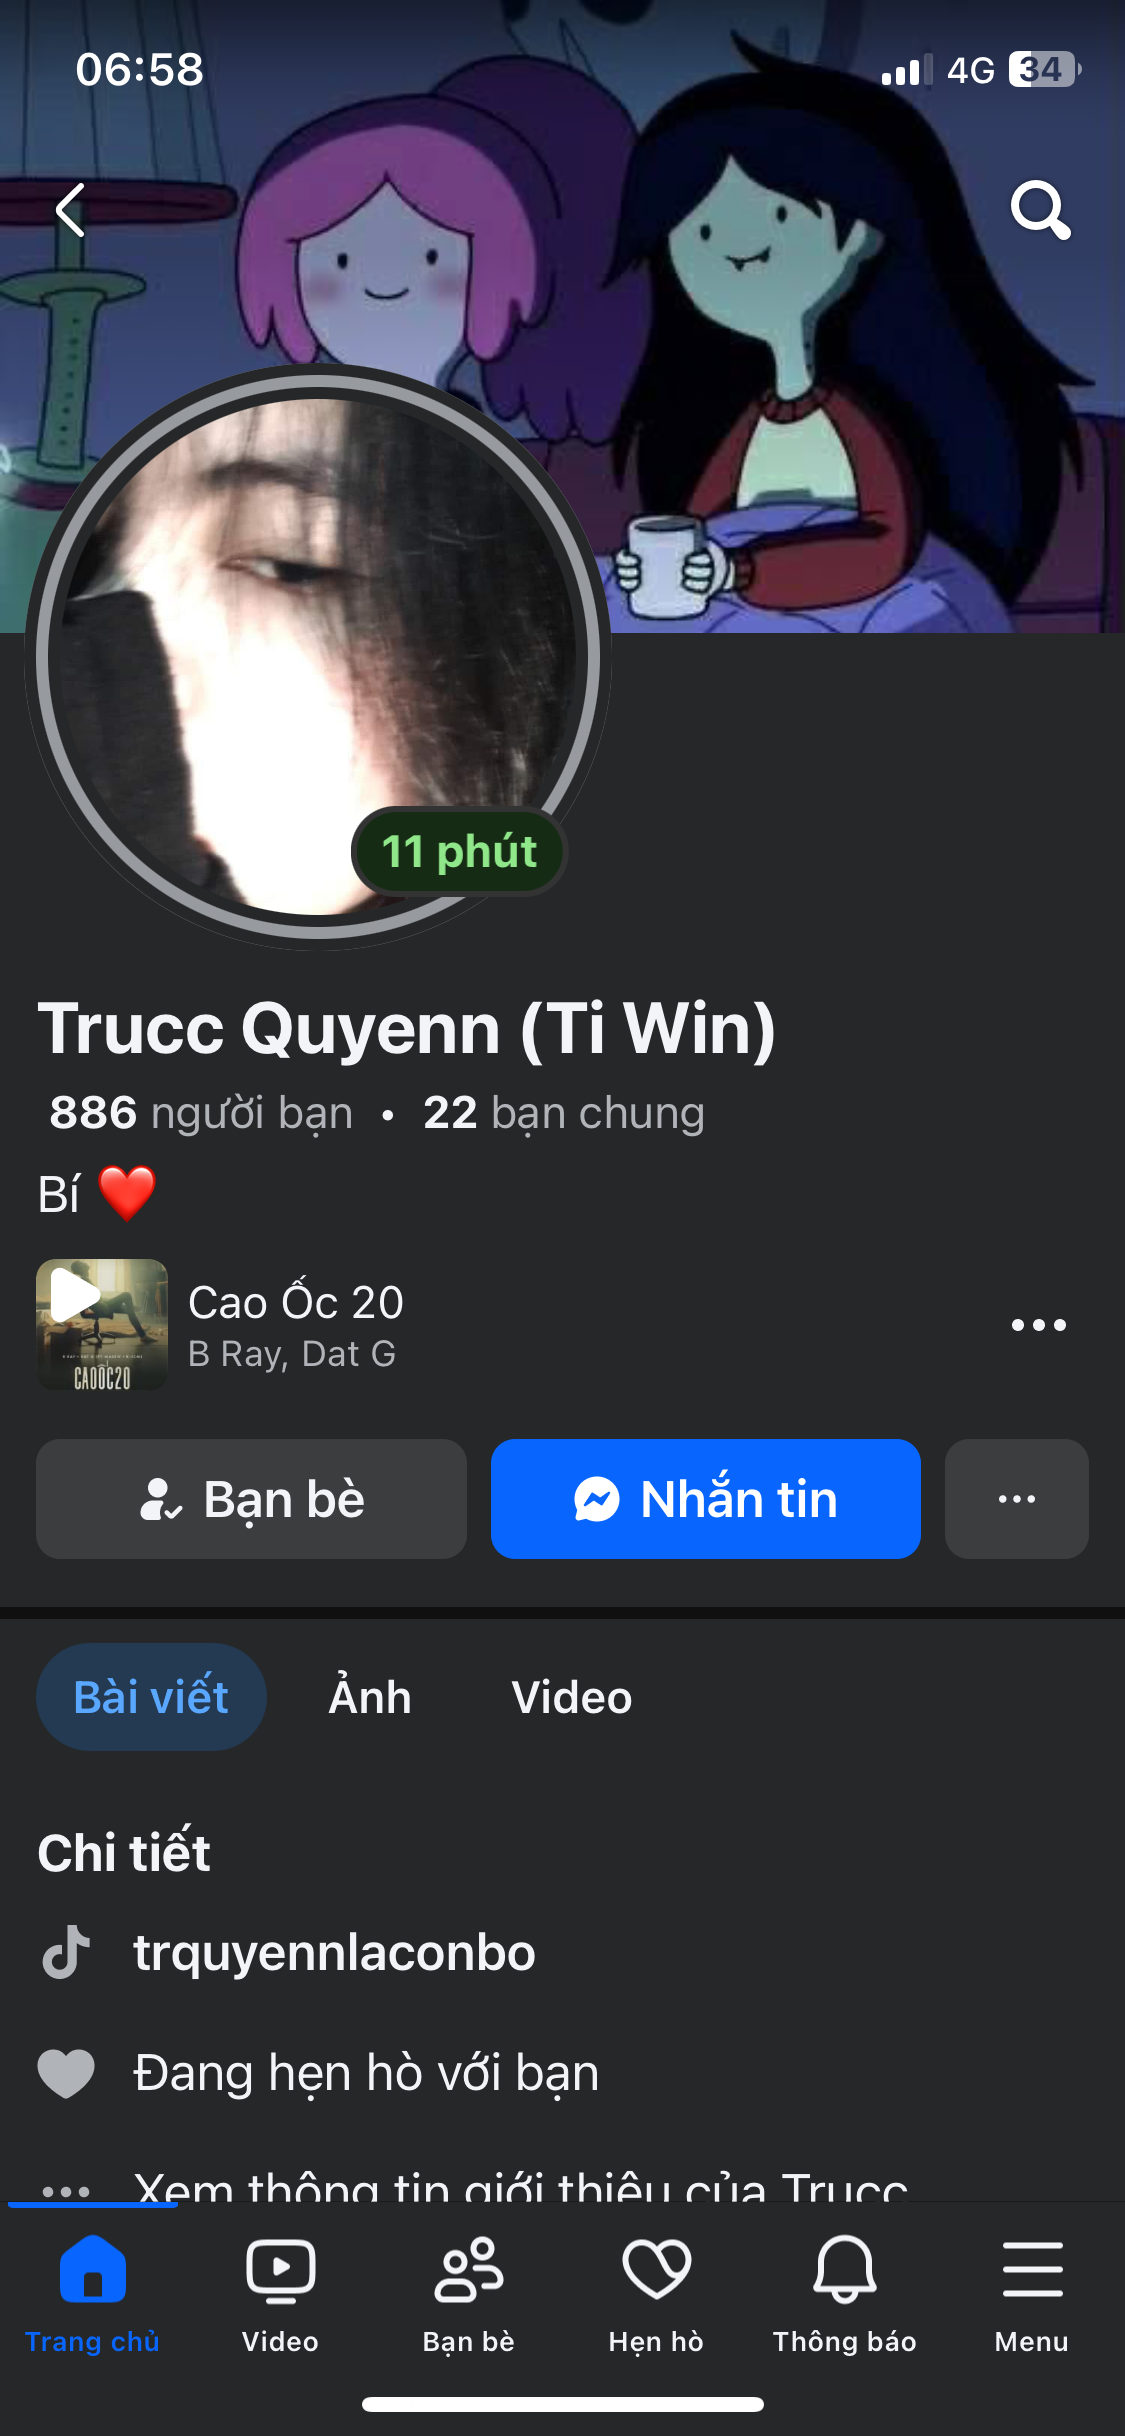 06:58
4G 34
11 phút
Trucc Quyenn (Ti Win)
886 người bạn • 22 bạn chung
Bí ❤️
Cao Ốc 20
B Ray, Dat G
CAOỐC20
Bạn bè
Nhắn tin
Bài viết
Ảnh
Video
Chi tiết
trquyennlaconbo
Đang hẹn hò với bạn
Xem thông tin giới thiệu của Trucc
Trang chủ
Video
Bạn bè
Hẹn hò
Thông báo
Menu